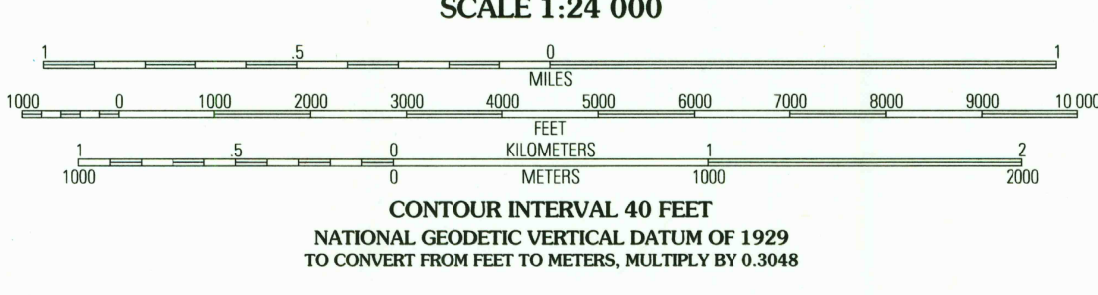 SCALE 1:24 000
1 .5 0 1
MILES
1000 0 1000 2000 3000 4000 5000 6000 7000 8000 9000 10 000
FEET
1 .5 0 KILOMETERS 1 2
1000 0 METERS 1000 2000
CONTOUR INTERVAL 40 FEET
NATIONAL GEODETIC VERTICAL DATUM OF 1929
TO CONVERT FROM FEET TO METERS, MULTIPLY BY 0.3048